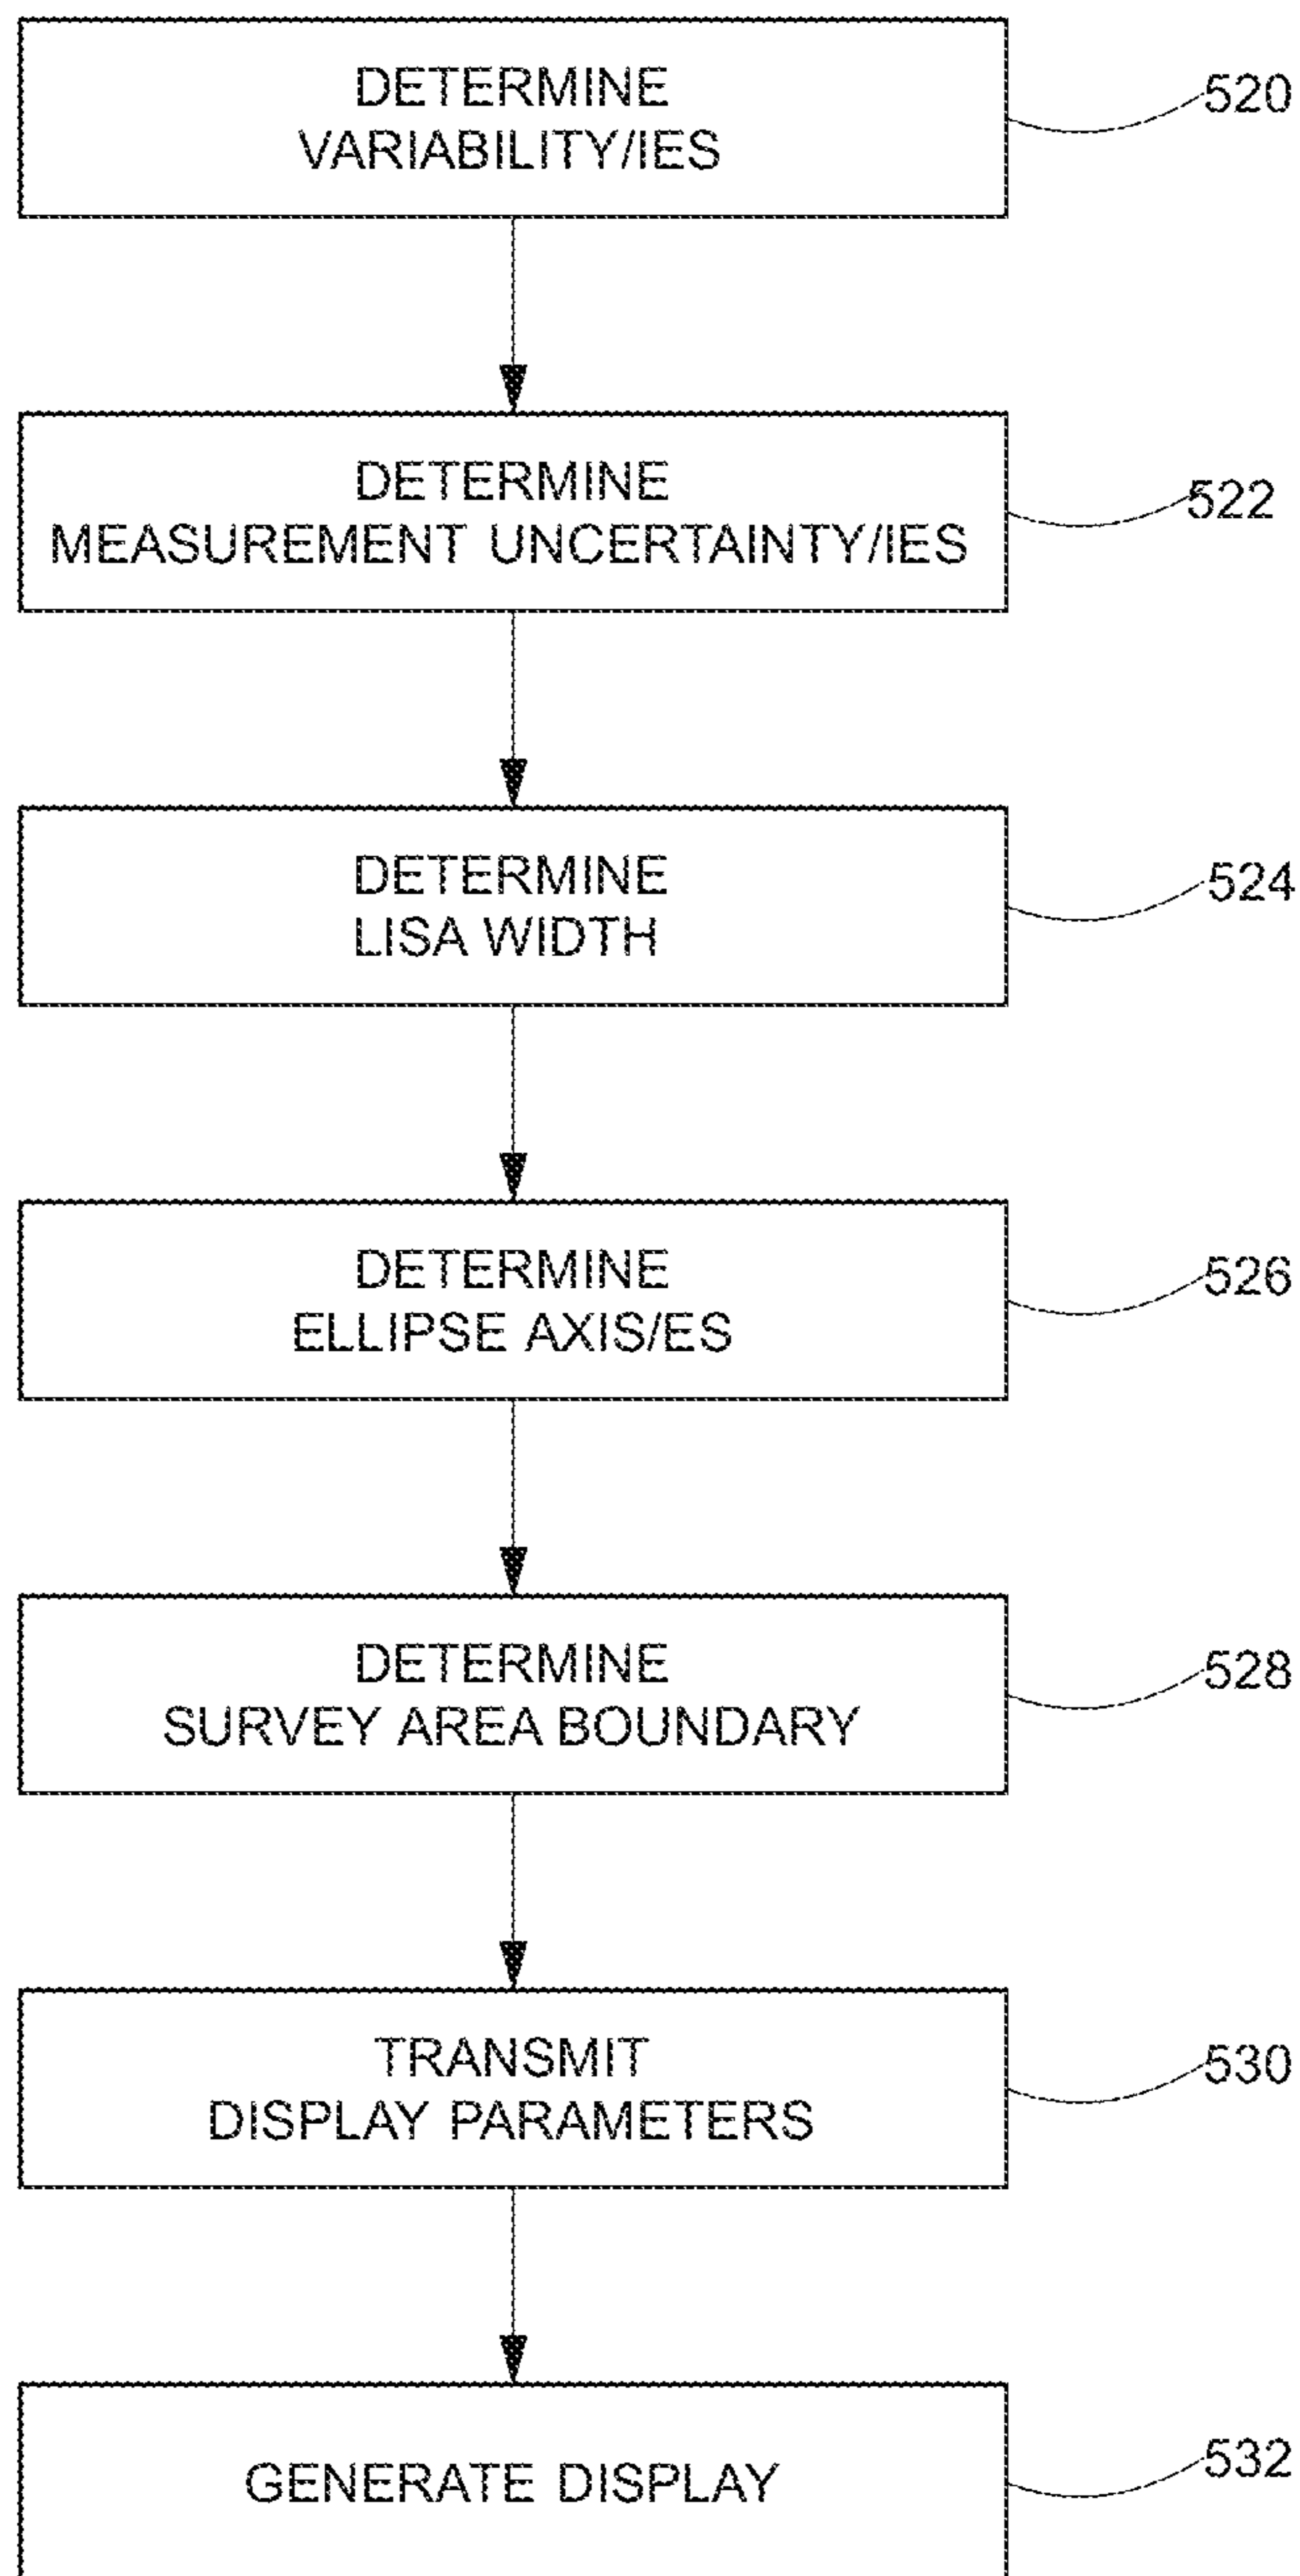 DETERMINE
VARIABILITY/IES
520
DETERMINE
MEASUREMENT UNCERTAINTY/IES
522
DETERMINE
LISA WIDTH
524
DETERMINE
ELLIPSE AXIS/ES
526
DETERMINE
SURVEY AREA BOUNDARY
528
TRANSMIT
DISPLAY PARAMETERS
530
GENERATE DISPLAY
532